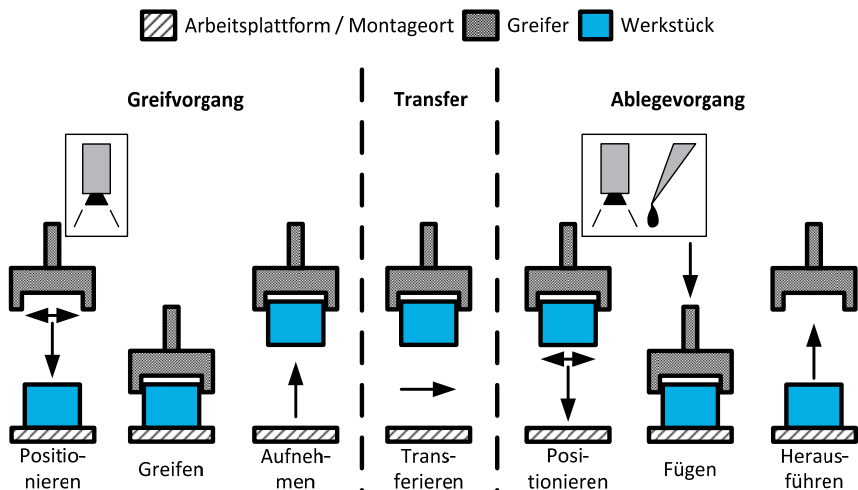 Arbeitsplattform / Montageort Greifer Werkstück
Greifvorgang Transfer Ablegevorgang
Positio-
nieren
Greifen
Aufneh-
men
Trans-
ferieren
Posi-
tionieren
Fügen
Heraus-
führen